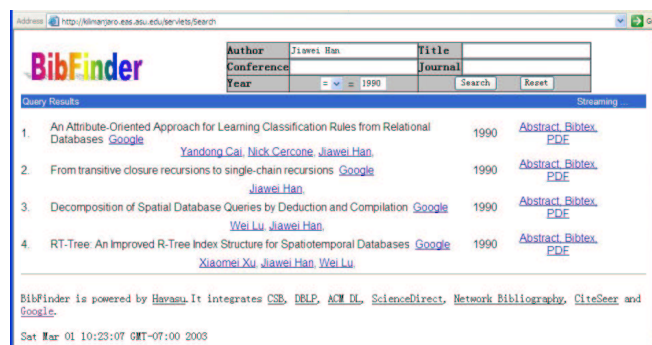 Address http://kilimanjaro.eas.asu.edu/servlets/Search
BibFinder
Author Jiawei Han Title
Conference Journal
Year = = 1990 Search Reset
Query Results Streaming ...
1. An Attribute-Oriented Approach for Learning Classification Rules from Relational
Databases Google 1990 Abstract, Bibtex,
PDF
Yandong Cai, Nick Cercone, Jiawei Han,
2. From transitive closure recursions to single-chain recursions Google 1990 Abstract, Bibtex,
PDF
Jiawei Han,
3. Decomposition of Spatial Database Queries by Deduction and Compilation Google 1990 Abstract, Bibtex,
PDF
Wei Lu, Jiawei Han,
4. RT-Tree: An Improved R-Tree Index Structure for Spatiotemporal Databases Google 1990 Abstract, Bibtex,
PDF
Xiaomei Xu, Jiawei Han, Wei Lu,
BibFinder is powered by Havasu.It integrates CSB, DBLP, ACM DL, ScienceDirect, Network Bibliography, CiteSeer and
Google.
Sat Mar 01 10:23:07 GMT-07:00 2003